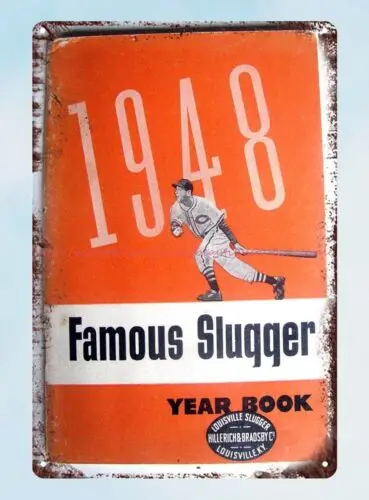 1948
C
Famous Slugger
YEAR BOOK
LOUISVILLE SLUGGER
HILLERICH & BRADSBY Co
LOUISVILLE.KY.